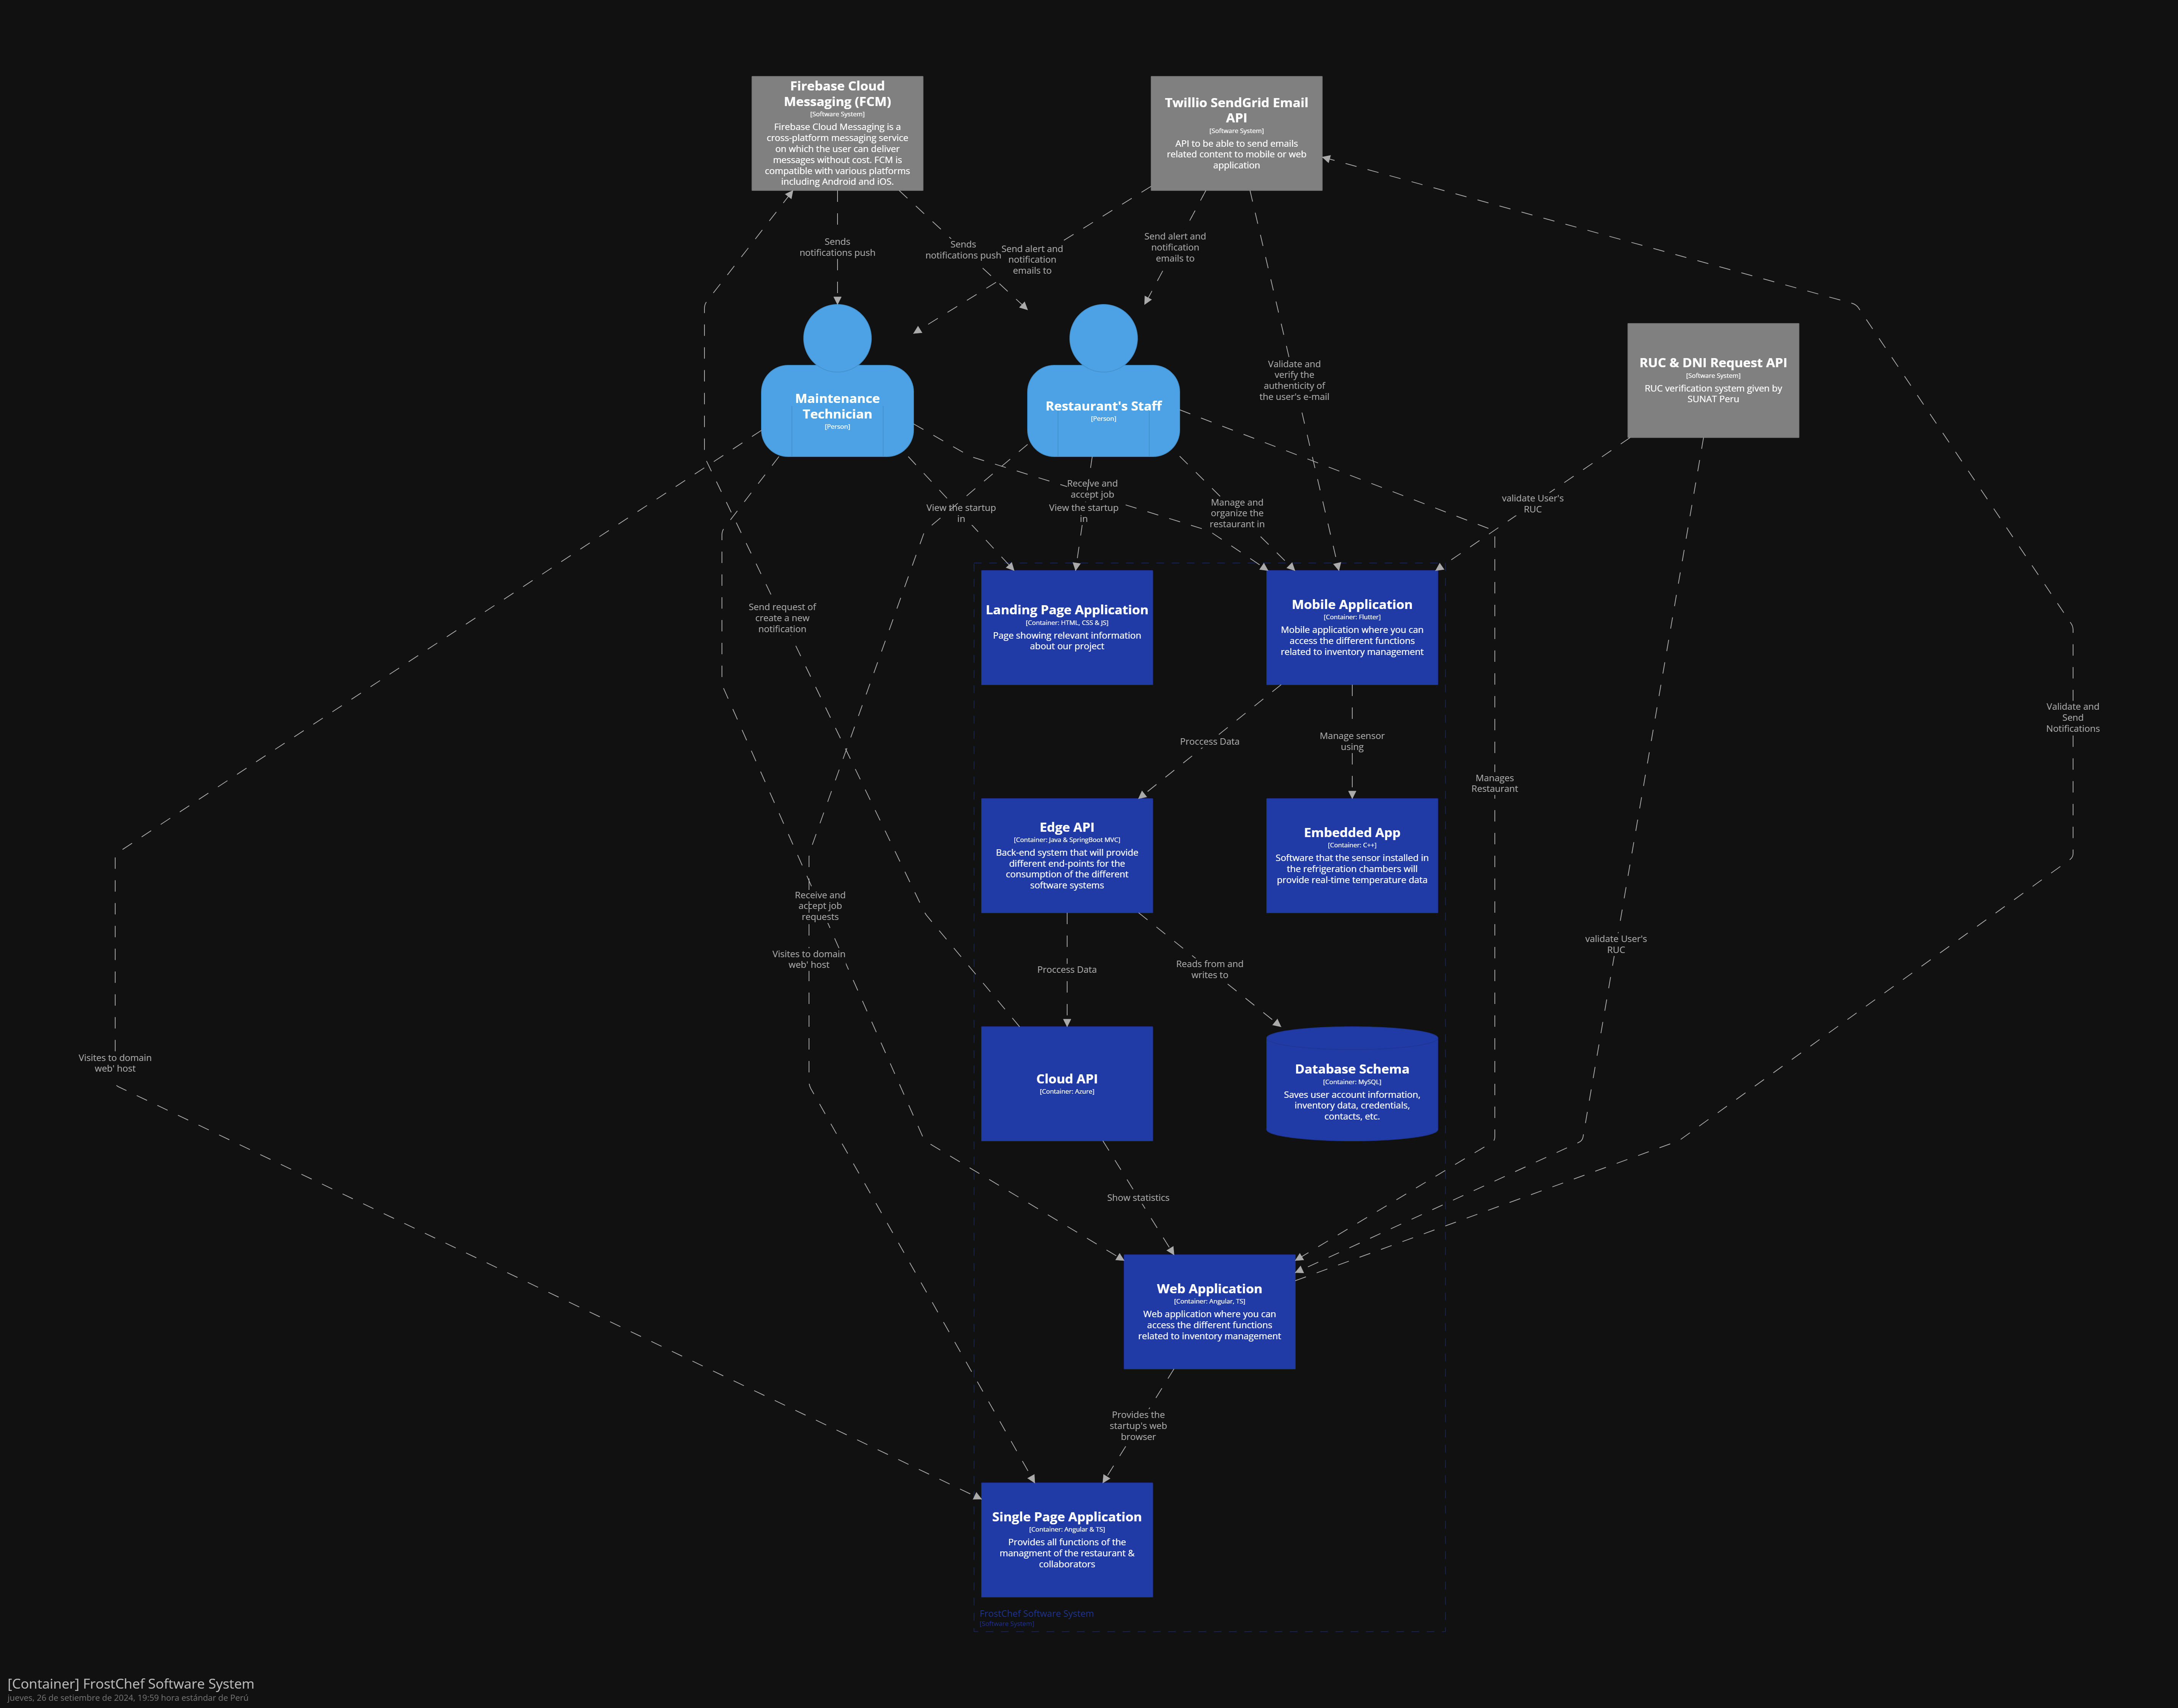 Firebase Cloud
Messaging (FCM)
[Software System]
Firebase Cloud Messaging is a
cross-platform messaging service
on which the user can deliver
messages without cost. FCM is
compatible with various platforms
including Android and iOS.
Twillio SendGrid Email
API
[Software System]
API to be able to send emails
related content to mobile or web
application
Sends
notifications push
Sends
notifications push
Send alert and
notification
emails to
Send alert and
notification
emails to
Validate and
verify the
authenticity of
the user's e-mail
RUC & DNI Request API
[Software System]
RUC verification system given by
SUNAT Peru
Maintenance
Technician
[Person]
Restaurant's Staff
[Person]
Receive and
accept job
View the startup
in
View the startup
in
Manage and
organize the
restaurant in
validate User's
RUC
Landing Page Application
[Container: HTML, CSS & JS]
Page showing relevant information
about our project
Mobile Application
[Container: Flutter]
Mobile application where you can
access the different functions
related to inventory management
Send request of
create a new
notification
Validate and
Send
Notifications
Proccess Data
Manage sensor
using
Manages
Restaurant
Edge API
[Container: Java & SpringBoot MVC]
Back-end system that will provide
different end-points for the
consumption of the different
software systems
Embedded App
[Container: C++]
Software that the sensor installed in
the refrigeration chambers will
provide real-time temperature data
Receive and
accept job
requests
Visites to domain
web' host
validate User's
RUC
Proccess Data
Reads from and
writes to
Visites to domain
web' host
Cloud API
[Container: Azure]
Database Schema
[Container: MySQL]
Saves user account information,
inventory data, credentials,
contacts, etc.
Show statistics
Web Application
[Container: Angular, TS]
Web application where you can
access the different functions
related to inventory management
Provides the
startup's web
browser
Single Page Application
[Container: Angular & TS]
Provides all functions of the
managment of the restaurant &
collaborators
FrostChef Software System
[Software System]
[Container] FrostChef Software System
jueves, 26 de setiembre de 2024, 19:59 hora estándar de Perú